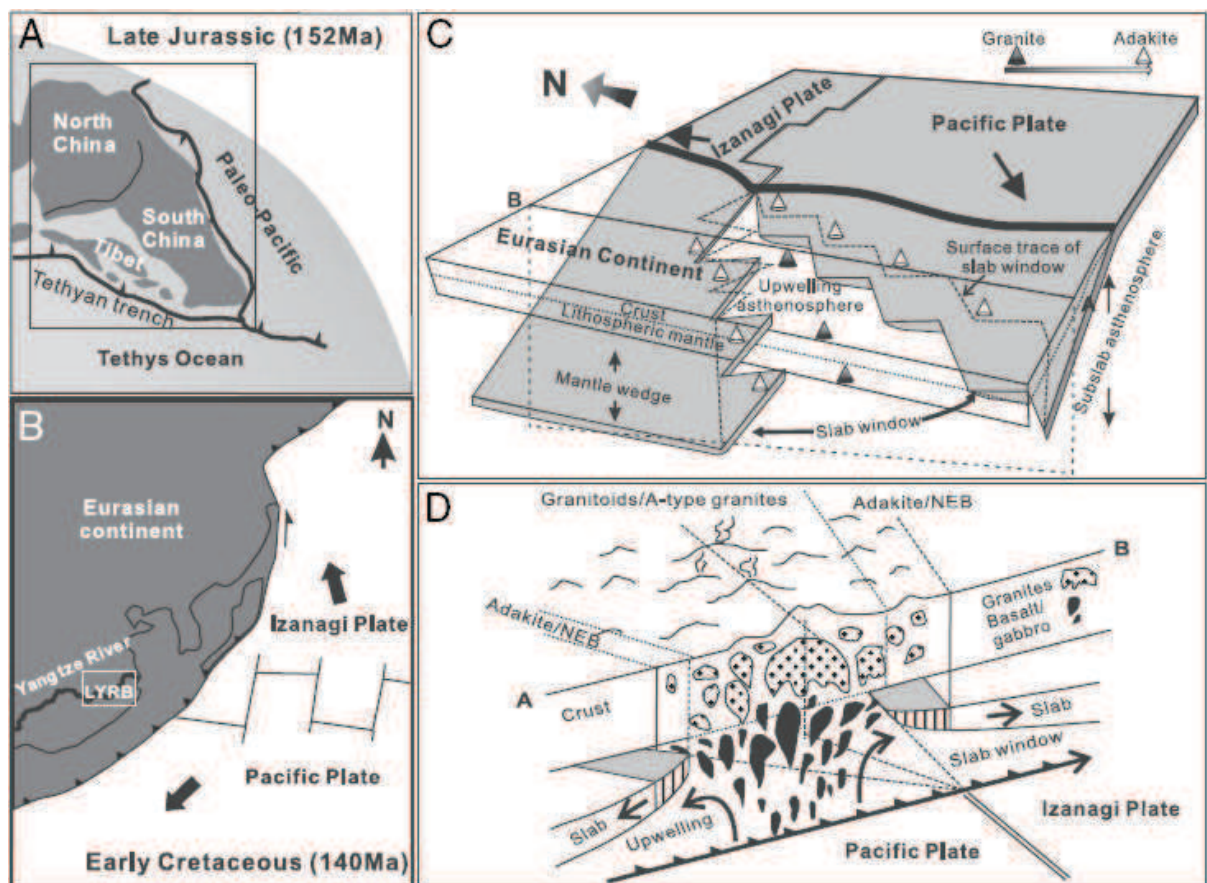 A
Late Jurassic (152Ma)
North
China
South
China
Tibet
Paleo-Pacific
Tethyan trench
Tethys Ocean
B
N
Eurasian
continent
Izanagi Plate
Yangtze River
LYRB
Pacific Plate
Early Cretaceous (140Ma)
C
Granite
Adakite
N
Izanagi Plate
Pacific Plate
B
Eurasian Continent
Surface trace of
slab window
Upwelling
asthenosphere
Crust
Lithospheric mantle
Mantle wedge
Slab window
Subslab asthenosphere
D
Granitoids/A-type granites
Adakite/NEB
B
Granites
Basalt/
gabbro
Adakite/NEB
A
Crust
Slab
Slab window
Slab
Upwelling
Izanagi Plate
Pacific Plate